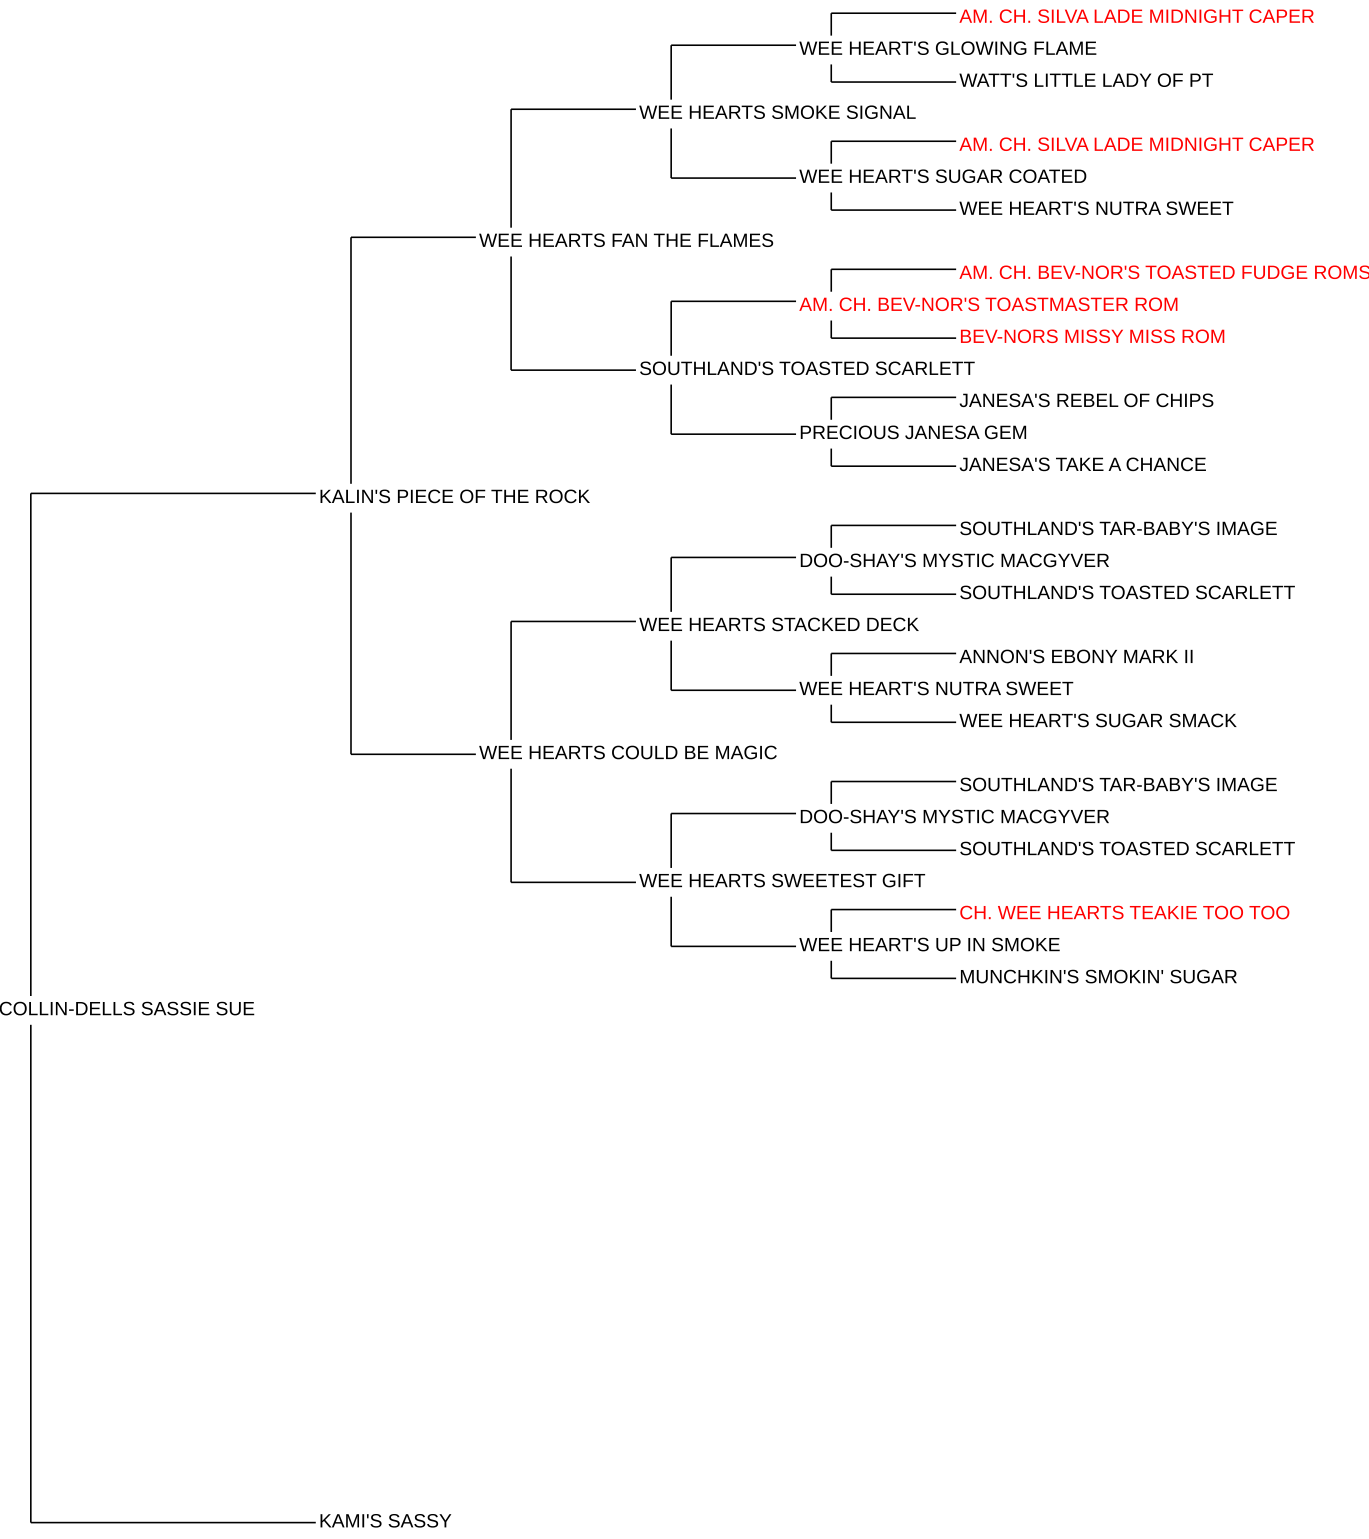 AM. CH. SILVA LADE MIDNIGHT CAPER
WEE HEART'S GLOWING FLAME
WATT'S LITTLE LADY OF PT
WEE HEARTS SMOKE SIGNAL
AM. CH. SILVA LADE MIDNIGHT CAPER
WEE HEART'S SUGAR COATED
WEE HEART'S NUTRA SWEET
WEE HEARTS FAN THE FLAMES
AM. CH. BEV-NOR'S TOASTED FUDGE ROMS
AM. CH. BEV-NOR'S TOASTMASTER ROM
BEV-NORS MISSY MISS ROM
SOUTHLAND'S TOASTED SCARLETT
JANESA'S REBEL OF CHIPS
PRECIOUS JANESA GEM
JANESA'S TAKE A CHANCE
KALIN'S PIECE OF THE ROCK
SOUTHLAND'S TAR-BABY'S IMAGE
DOO-SHAY'S MYSTIC MACGYVER
SOUTHLAND'S TOASTED SCARLETT
WEE HEARTS STACKED DECK
ANNON'S EBONY MARK II
WEE HEART'S NUTRA SWEET
WEE HEART'S SUGAR SMACK
WEE HEARTS COULD BE MAGIC
SOUTHLAND'S TAR-BABY'S IMAGE
DOO-SHAY'S MYSTIC MACGYVER
SOUTHLAND'S TOASTED SCARLETT
WEE HEARTS SWEETEST GIFT
CH. WEE HEARTS TEAKIE TOO TOO
WEE HEART'S UP IN SMOKE
MUNCHKIN'S SMOKIN' SUGAR
COLLIN-DELLS SASSIE SUE
KAMI'S SASSY